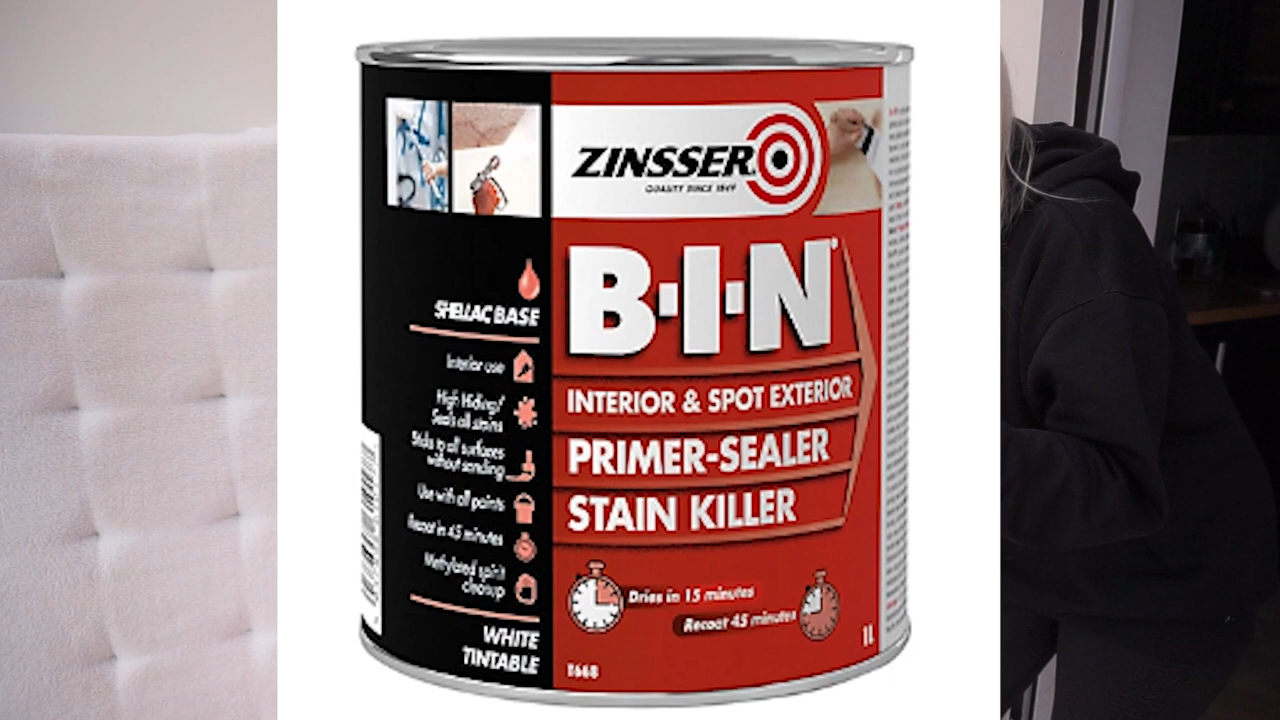 ZINSSER
QUALITY SINCE 1849
B·I·N®
INTERIOR & SPOT EXTERIOR
PRIMER-SEALER
STAIN KILLER
Dries in 15 minutes
Recoat 45 minutes
1L
SHELLAC BASE
Interior use
High Hiding/
Seals all stains
Sticks to all surfaces
without sanding
Use with all paints
Recoat in 45 minutes
Methylated spirit
cleanup
WHITE
TINTABLE